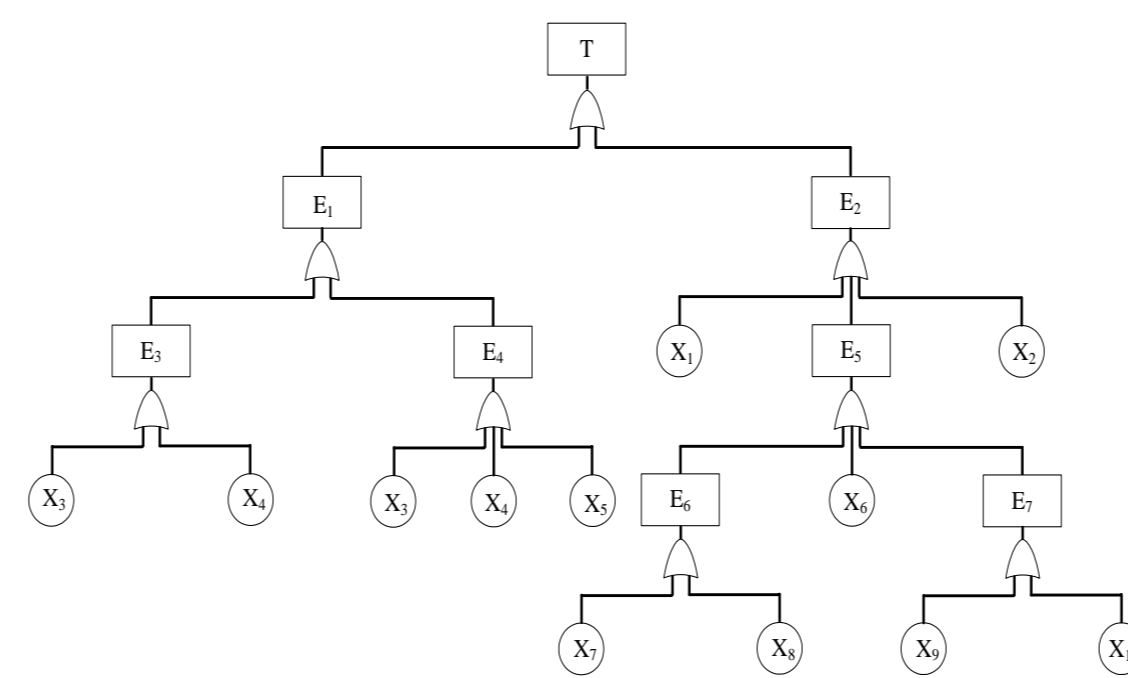 T
E₁ E₂
E₃ E₄ X₁ E₅ X₂
X₃ X₄ X₃ X₄ X₅ E₆ X₆ E₇
X₇ X₈ X₉